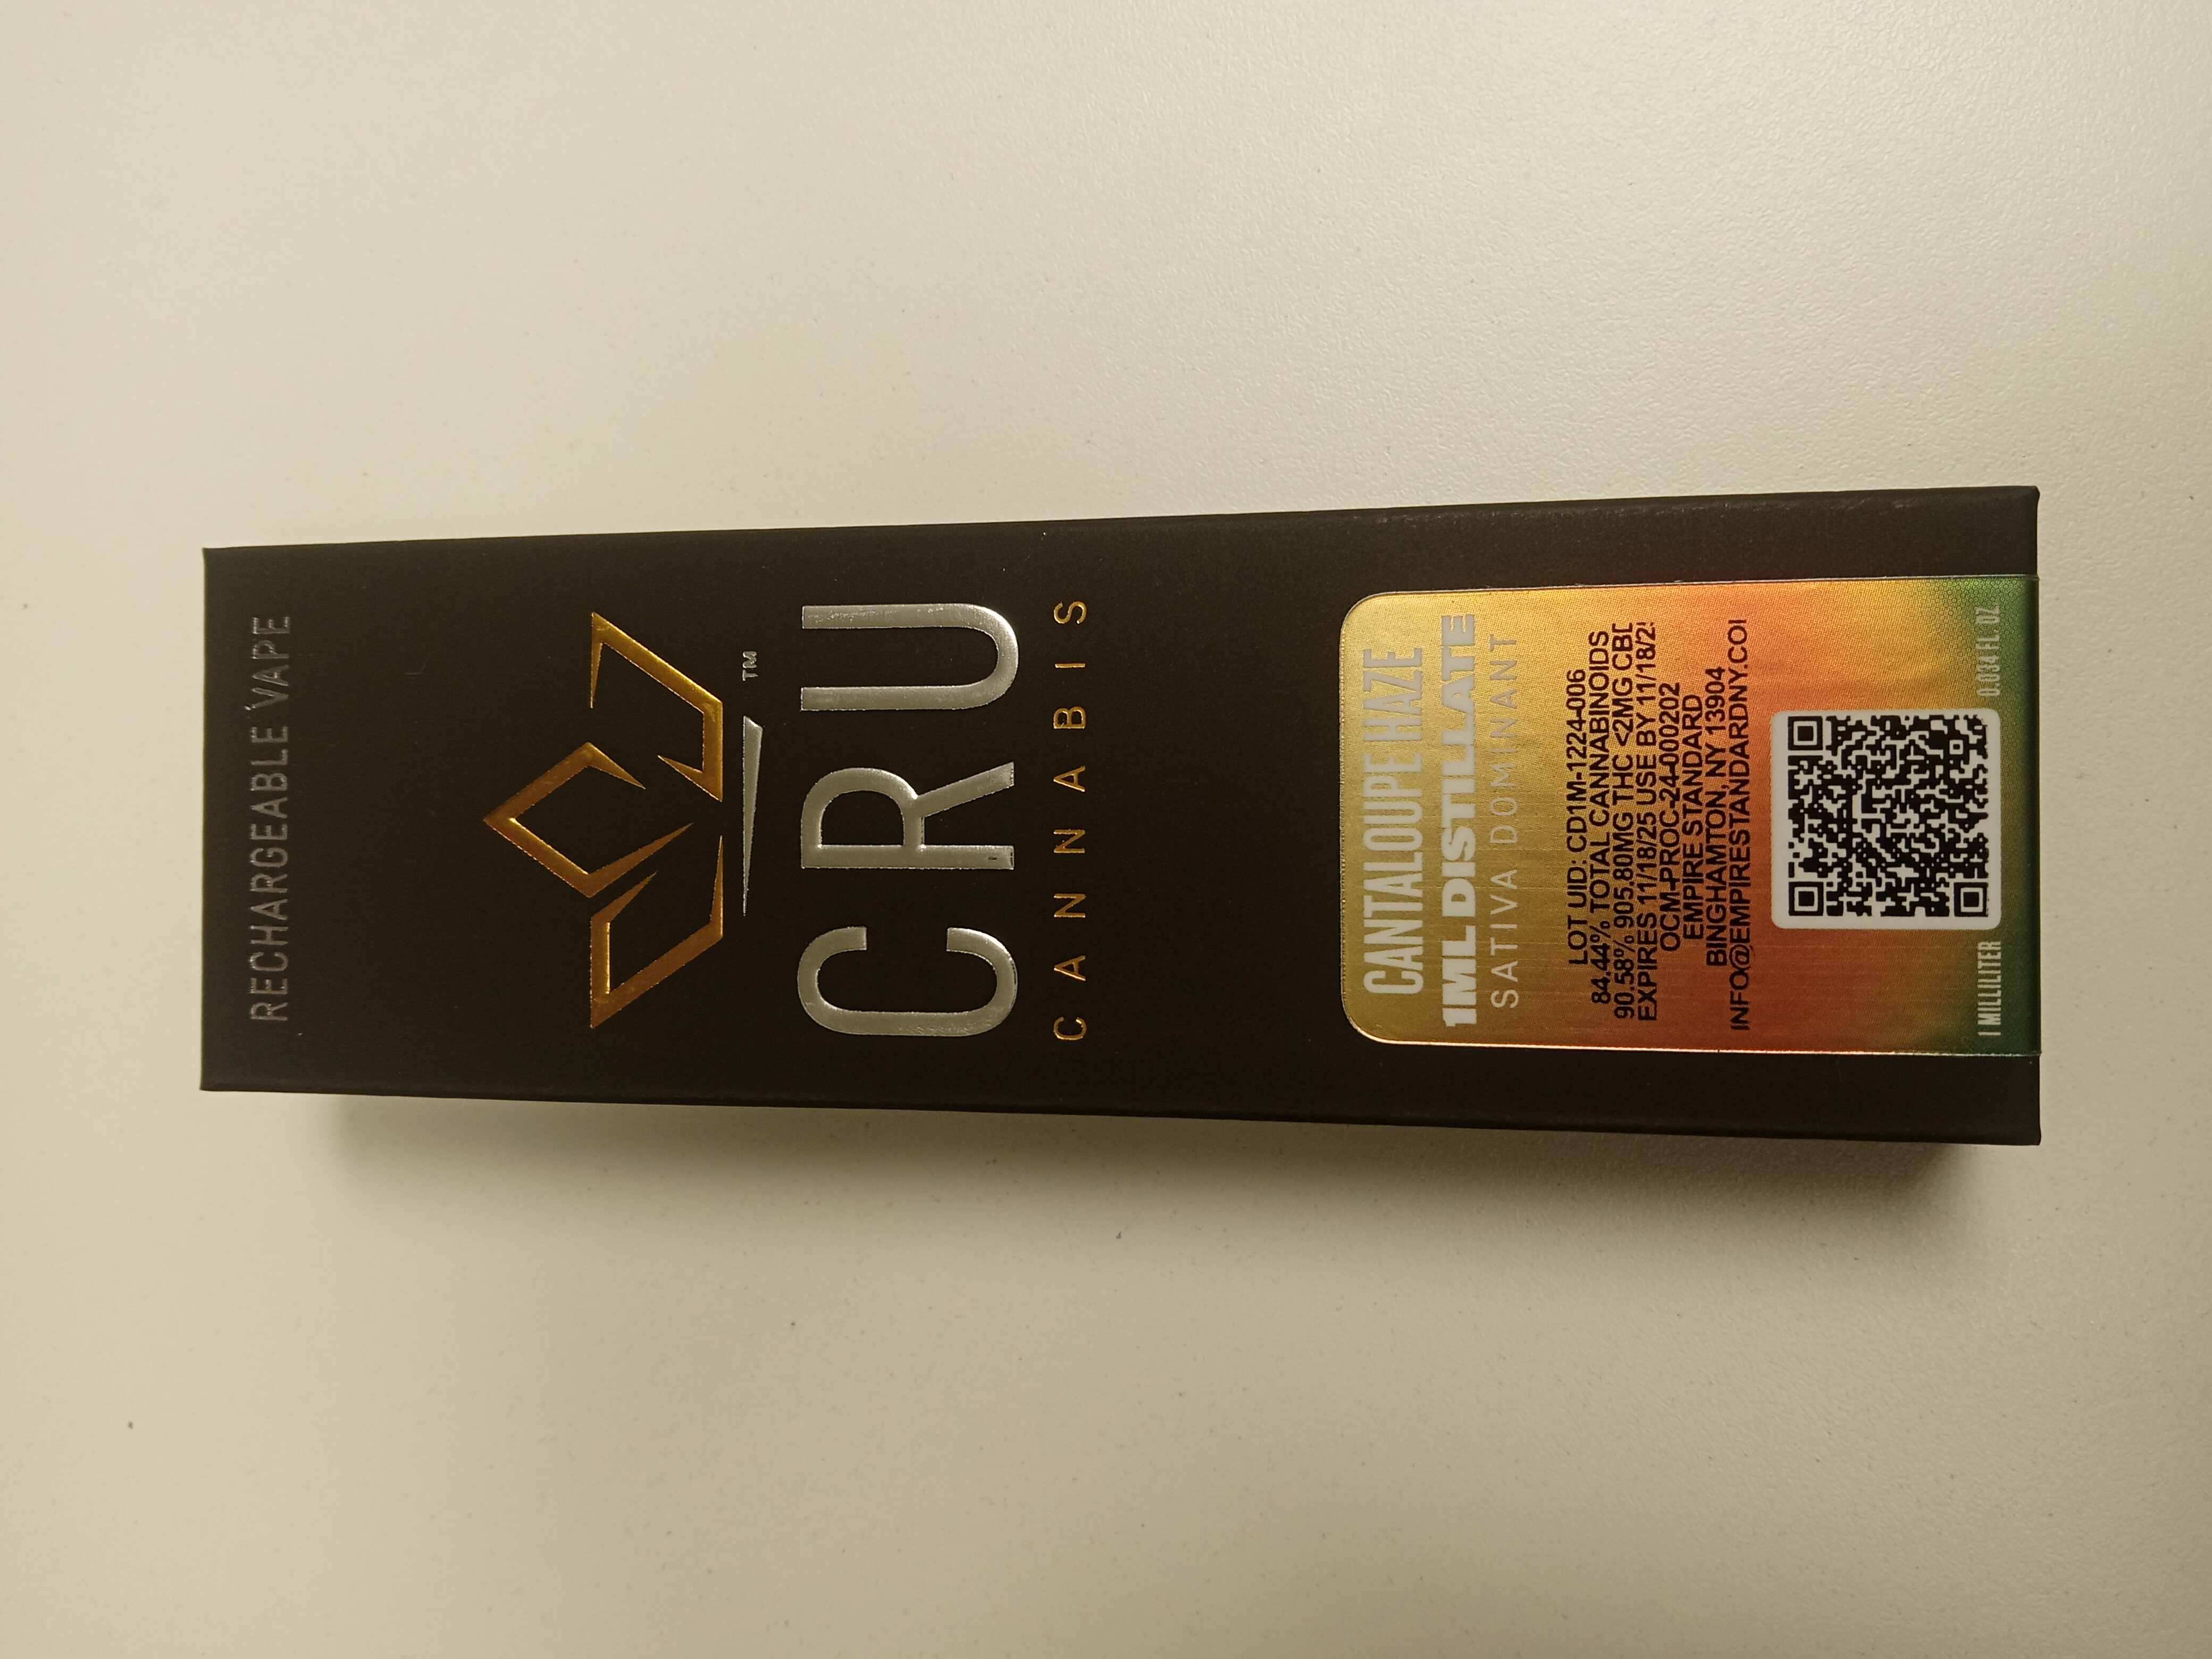 RECHARGEABLE VAPE
TM
CRU
CANNABIS
CANTALOUPE HAZE
1ML DISTILLATE
SATIVA DOMINANT
LOT UID: CD1M-1224-006
84.44% TOTAL CANNABINOIDS
90.58% 905.80MG THC <2MG CBD
EXPIRES 11/18/25 USE BY 11/18/2
OCM-PROC-24-000202
EMPIRE STANDARD
BINGHAMTON, NY 13904
INFO@EMPIRESTANDARDNY.CO
1 MILLILITER 0.034 FL OZ